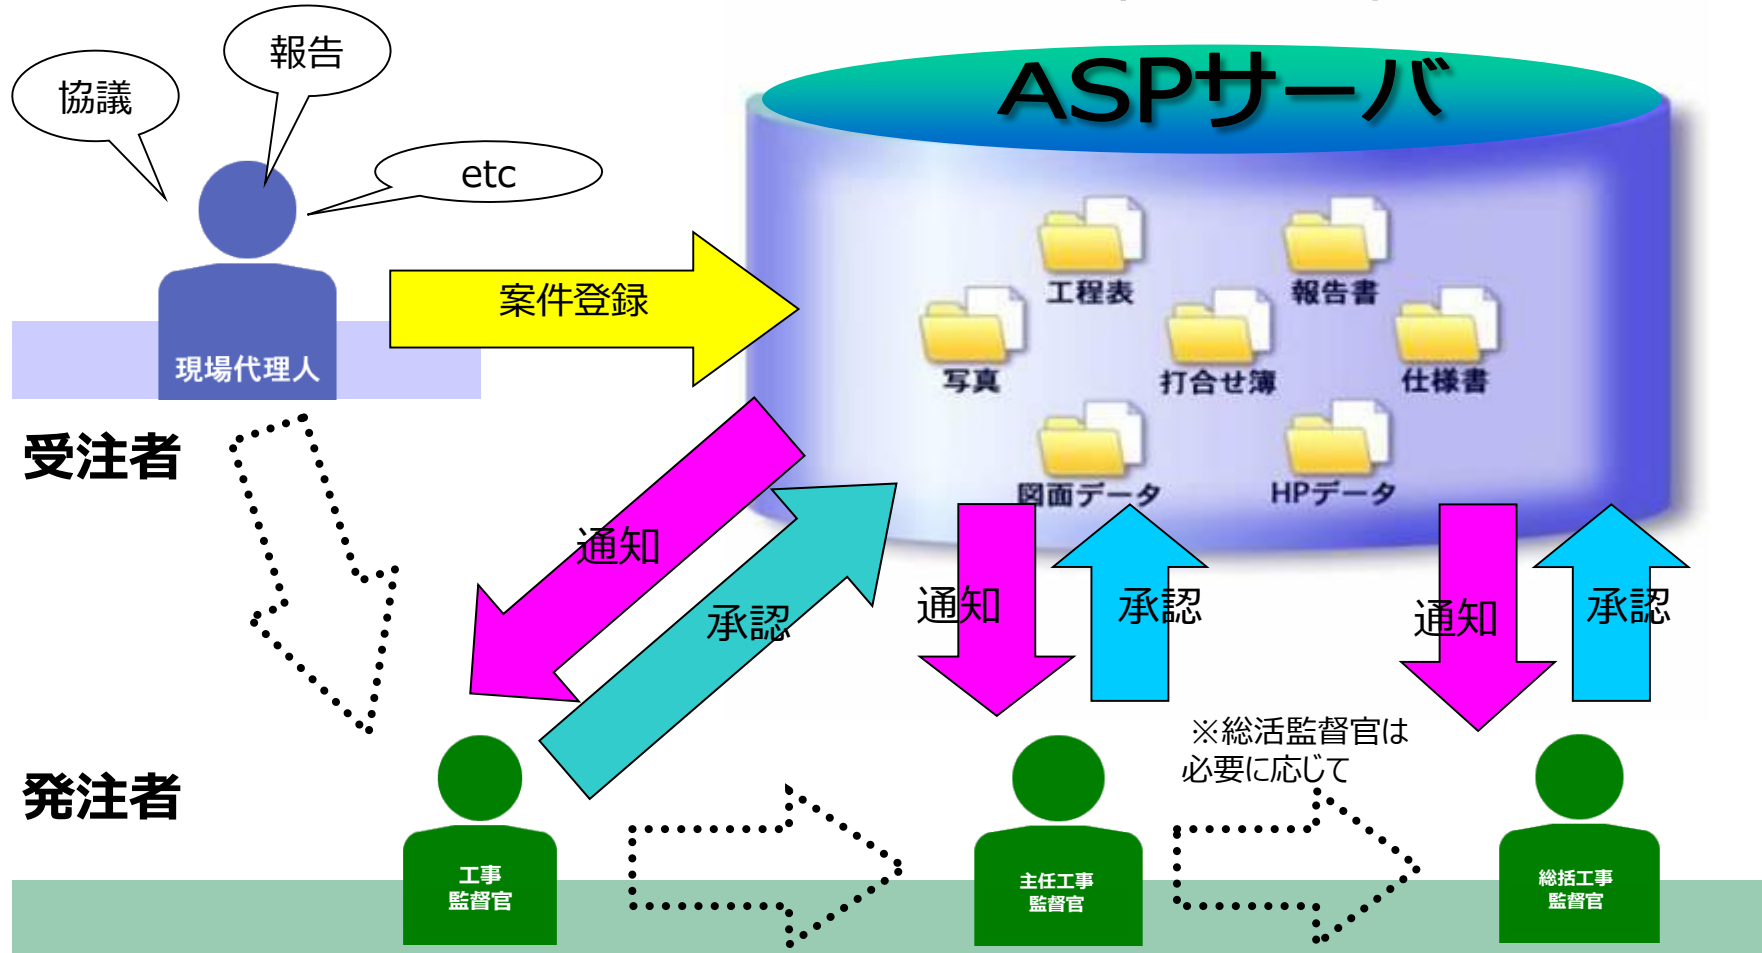 報告
協議
etc
ASPサーバ
工程表
報告書
案件登録
写真
打合せ簿
仕様書
現場代理人
受注者
図面データ
HPデータ
通知
承認
通知
承認
通知
承認
※総活監督官は
必要に応じて
発注者
工事
監督官
主任工事
監督官
総括工事
監督官